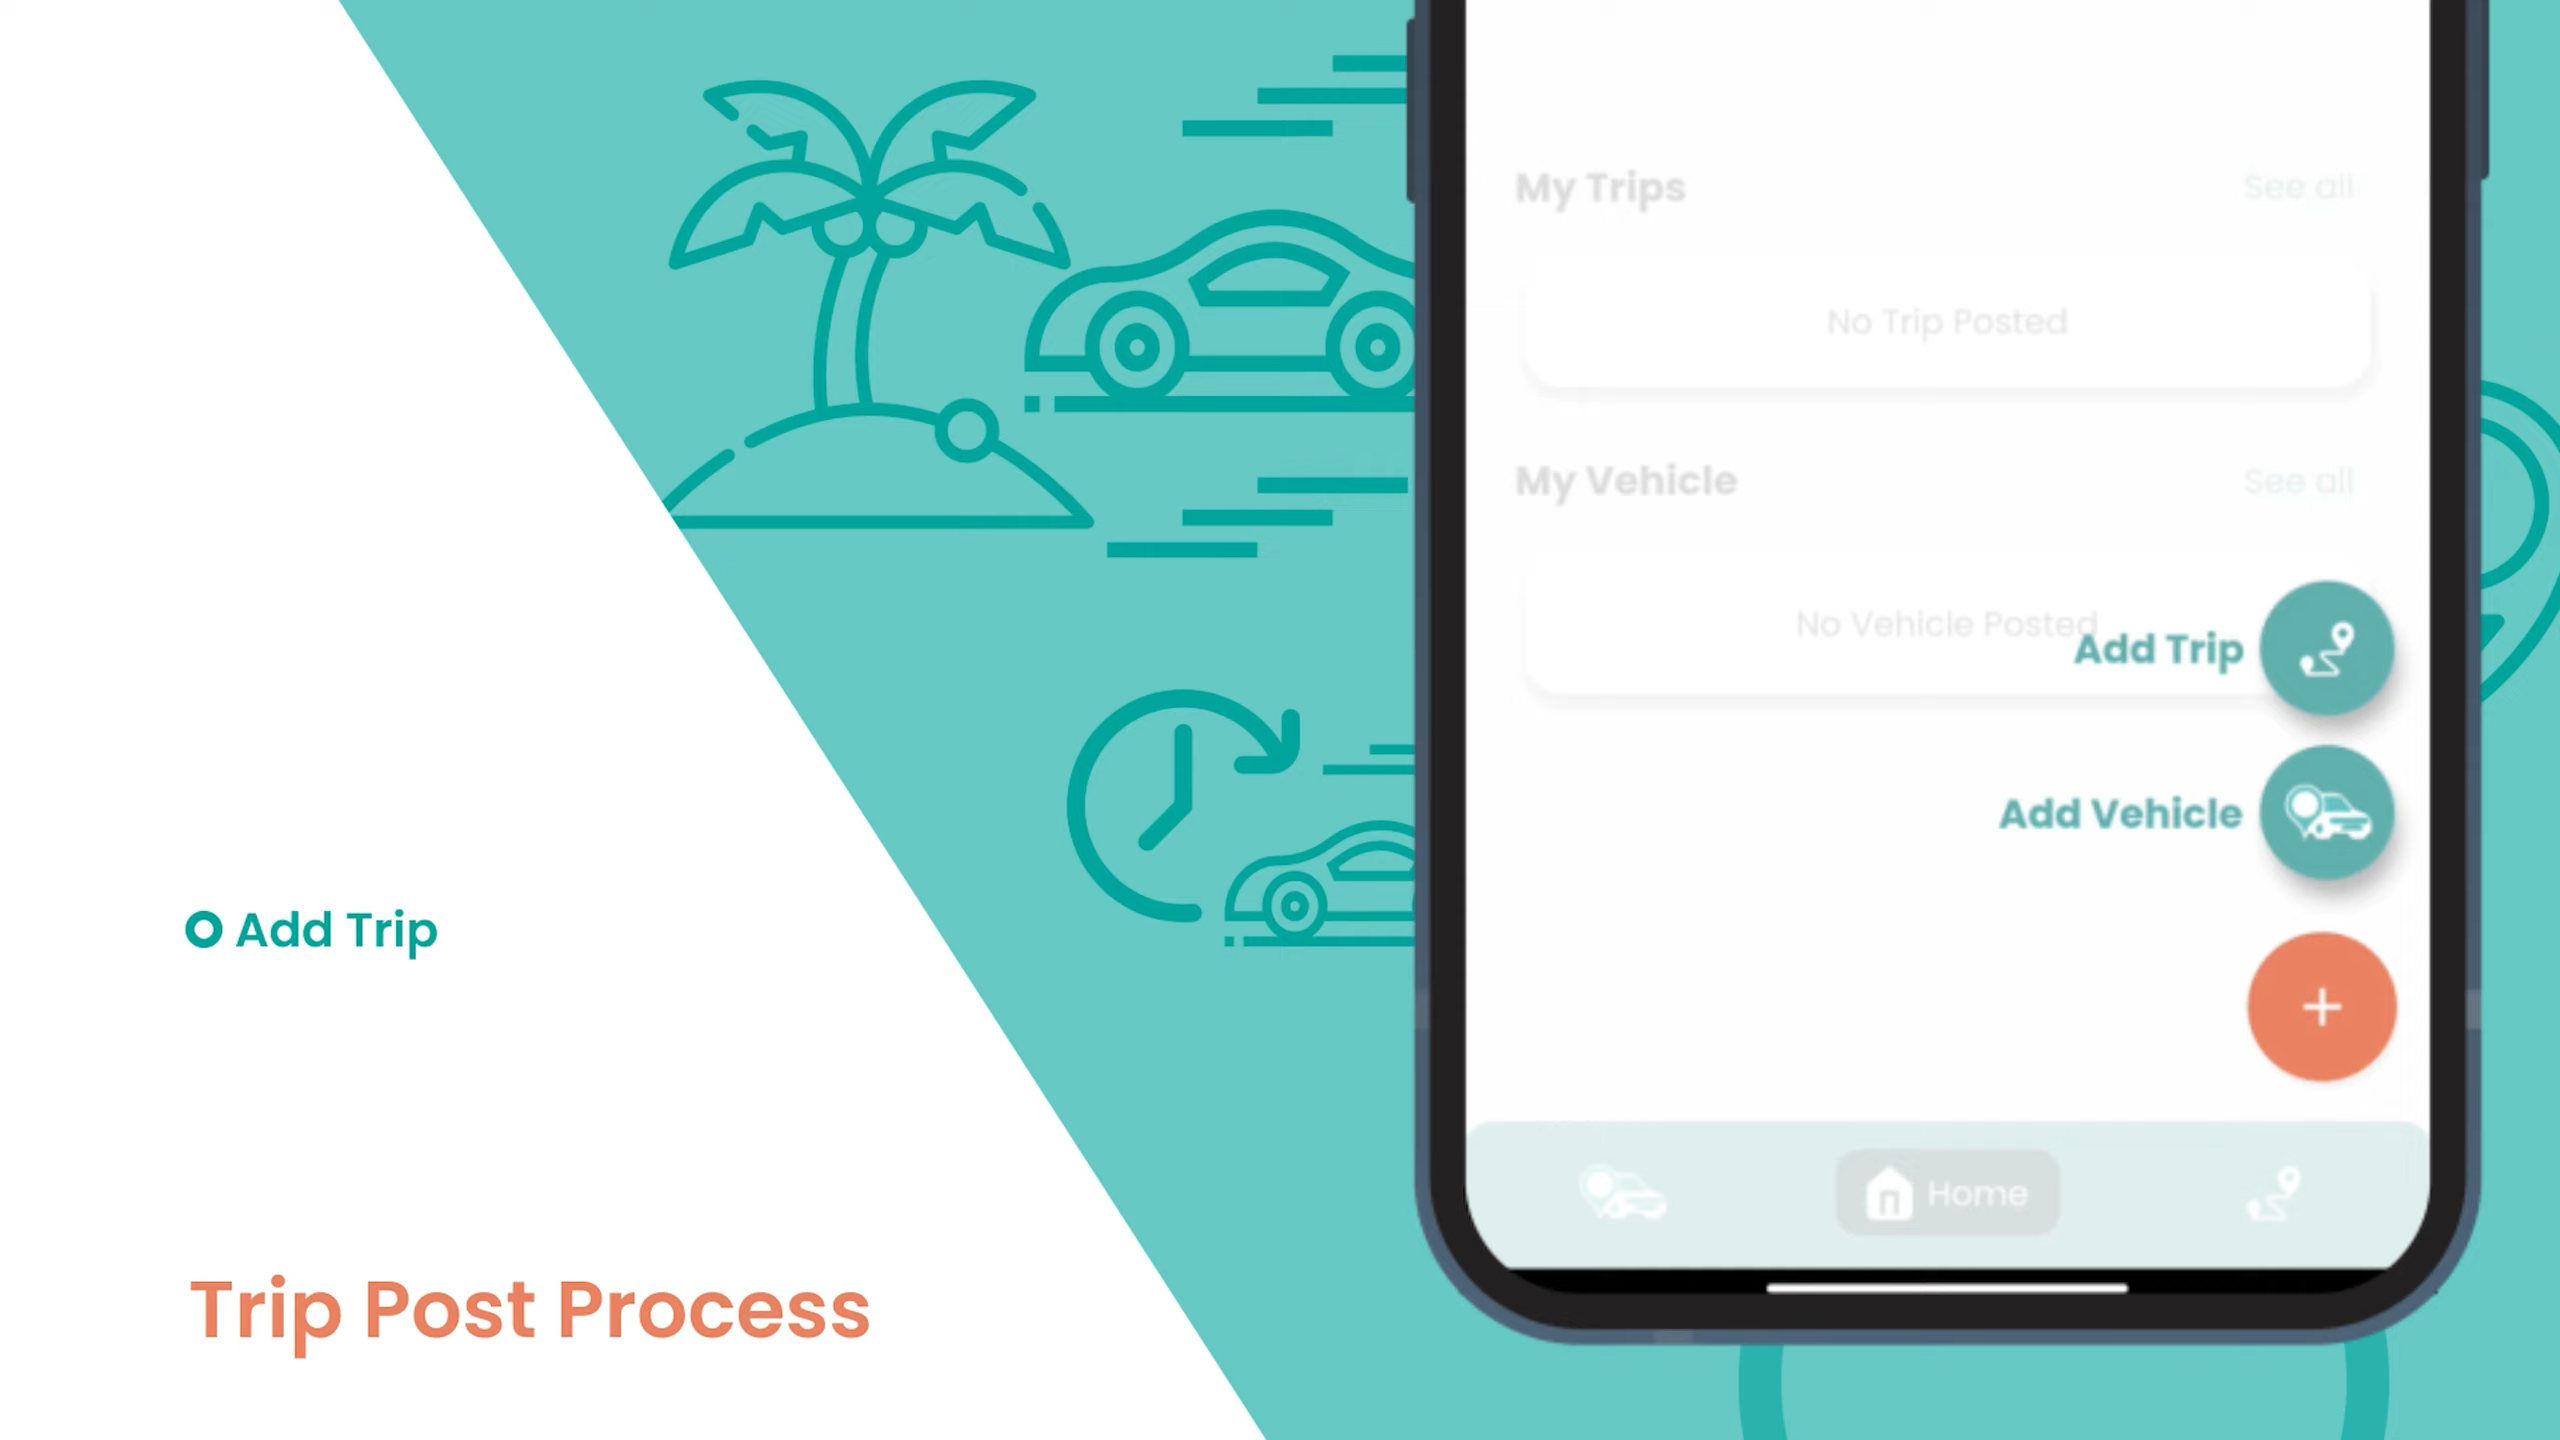 Add Trip
Trip Post Process
My Trips See all
No Trip Posted
My Vehicle See all
No Vehicle Posted
Add Trip
Add Vehicle
Home